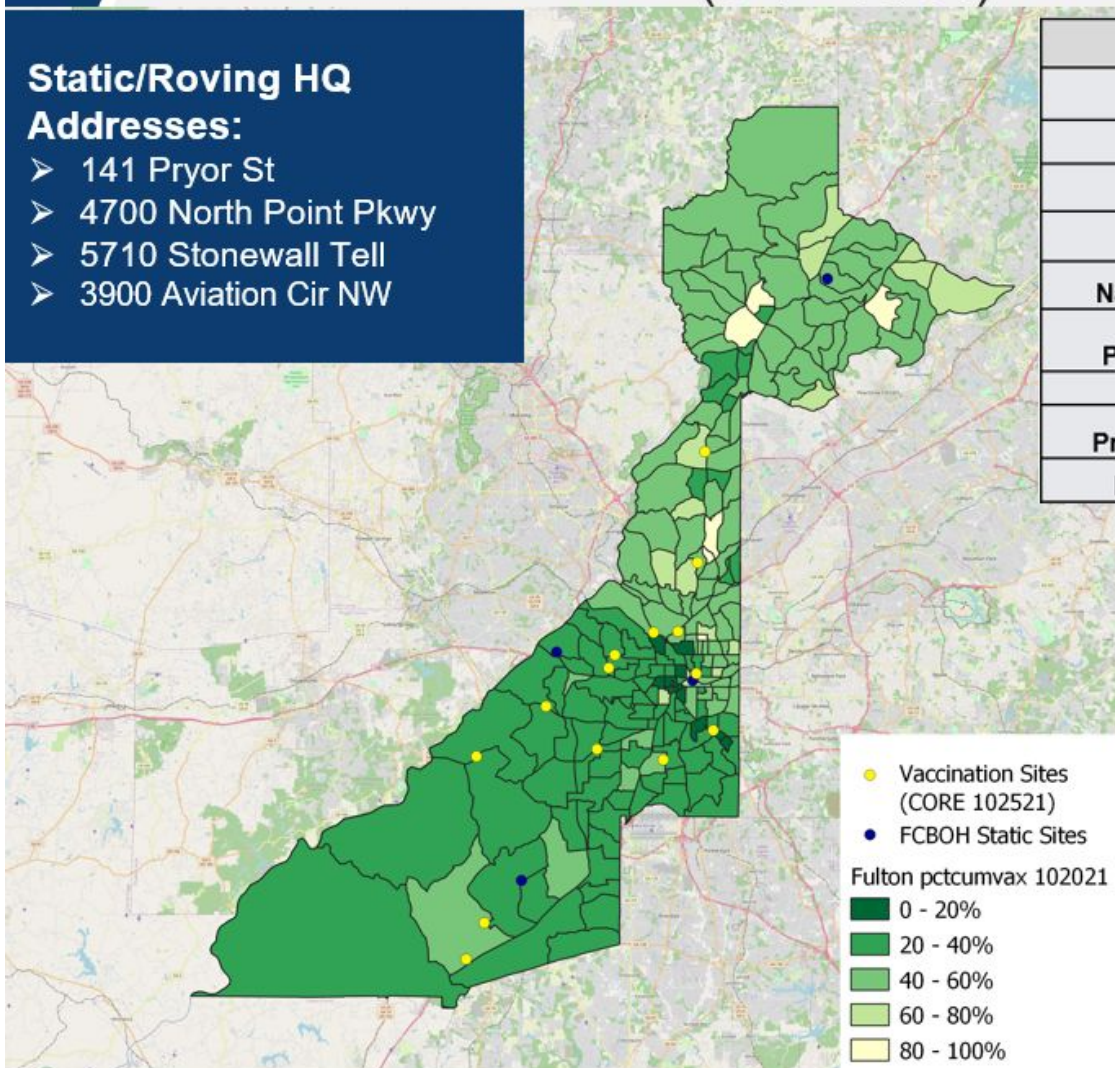 Static/Roving HQ
Addresses:
➢ 141 Pryor St
➢ 4700 North Point Pkwy
➢ 5710 Stonewall Tell
➢ 3900 Aviation Cir NW
N
P
Pr
Vaccination Sites
(CORE 102521)
FCBOH Static Sites
Fulton pctcumvax 102021
0 - 20%
20 - 40%
40 - 60%
60 - 80%
80 - 100%